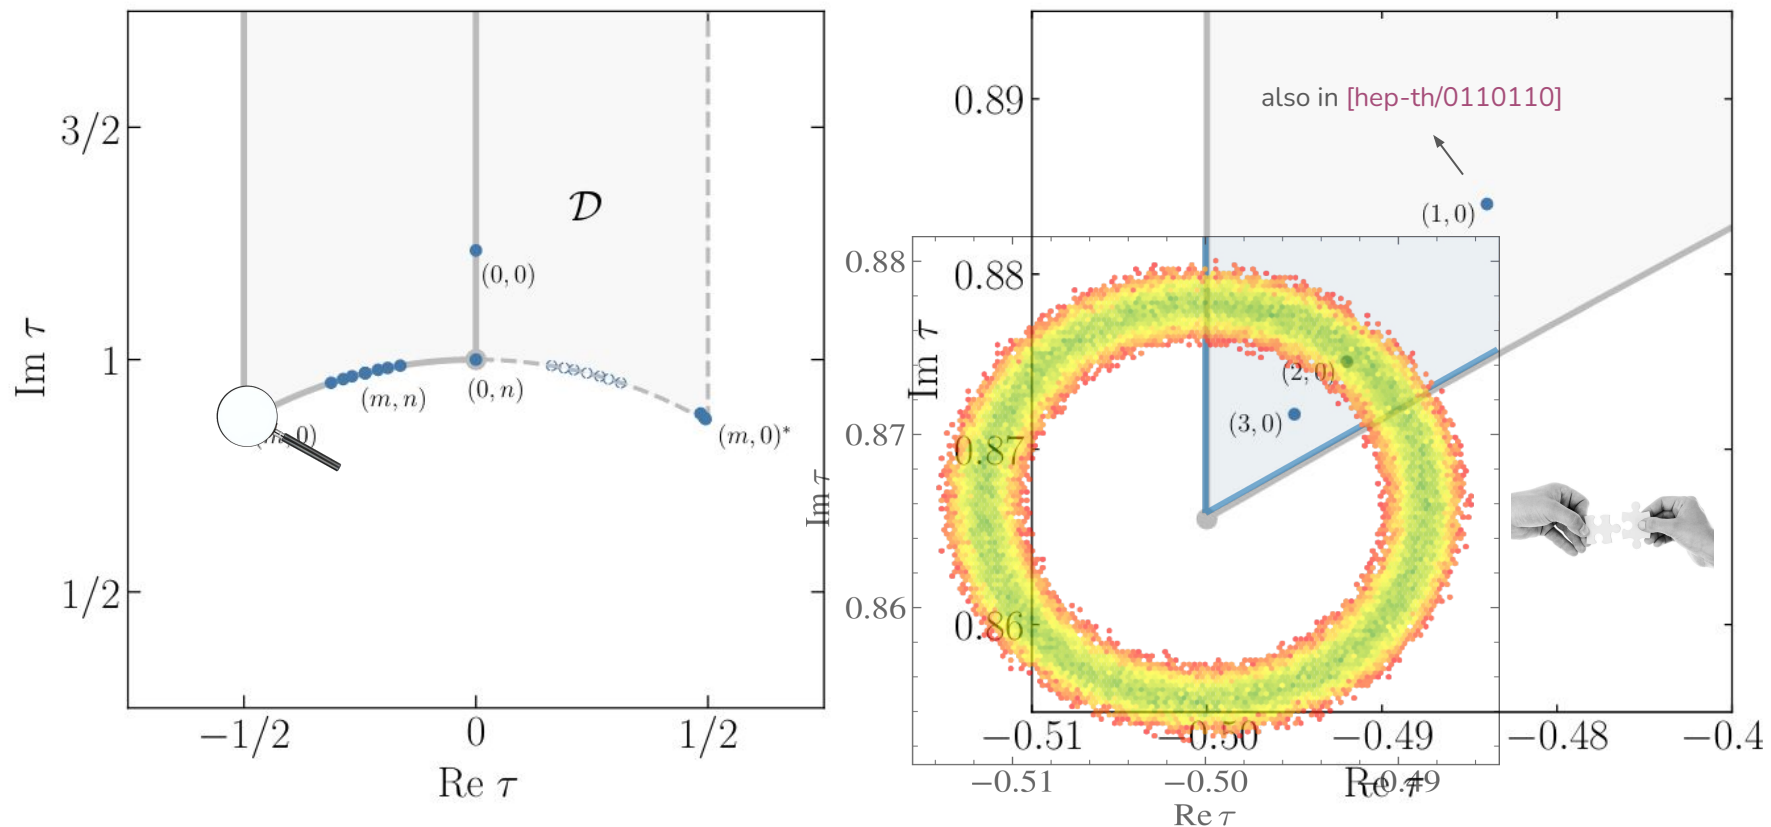 3/2
1
1/2
Im τ
−1/2
0
1/2
Re τ
𝒟
(0, 0)
(m, n)
(0, n)
(m, 0)
(m, 0)*
0.89
0.88
0.87
0.86
Im τ
−0.51
−0.50
−0.49
−0.48
−0.4
Re τ
also in [hep-th/0110110]
(1, 0)
(2, 0)
(3, 0)
0.88
0.87
0.86
Im τ
−0.51
−0.50
−0.49
Re τ